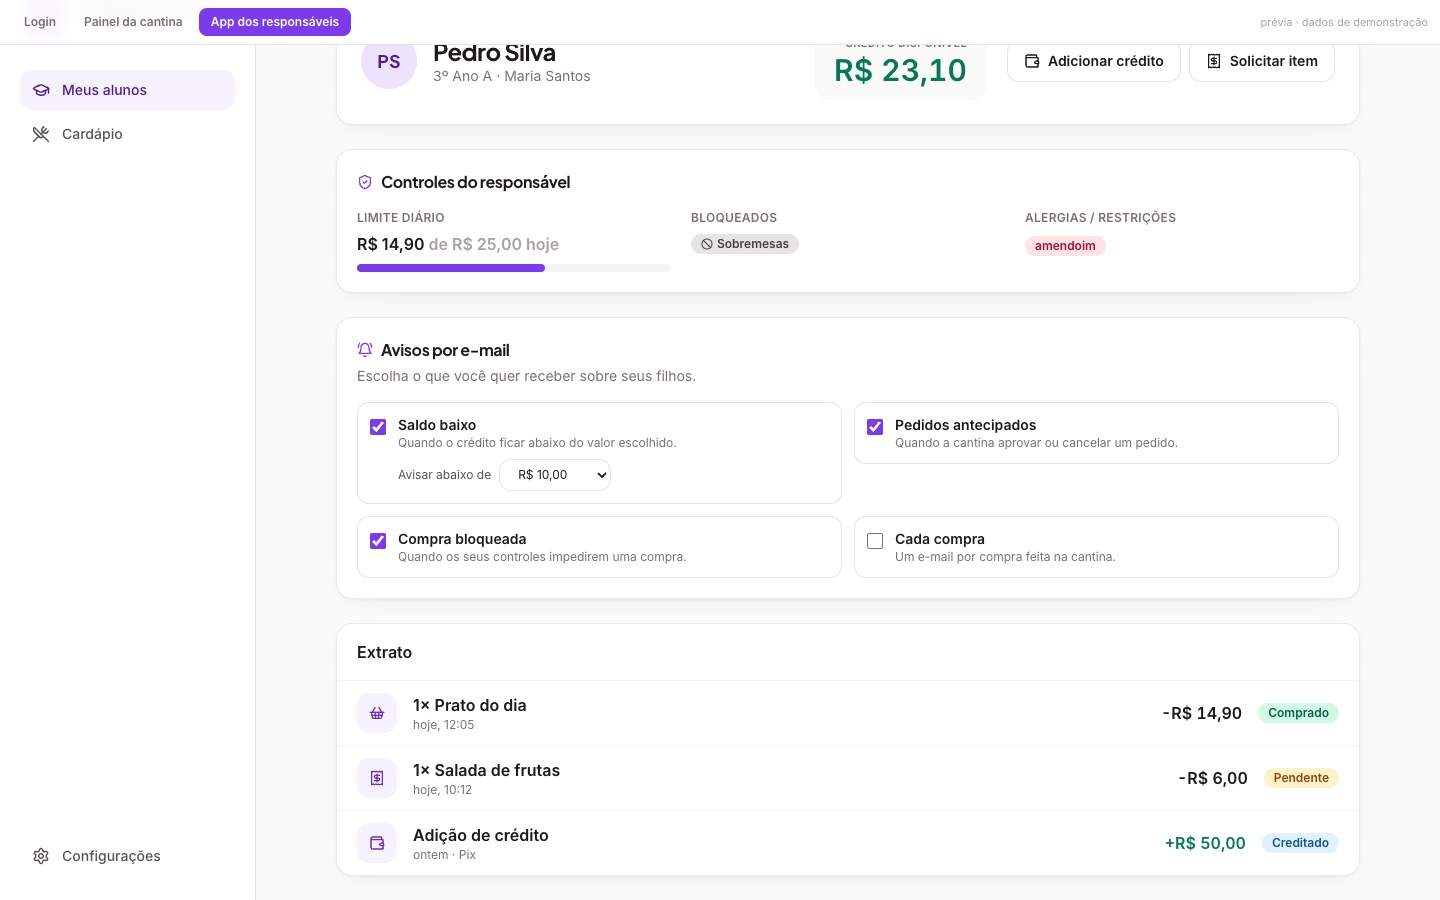 Login
Painel da cantina
App dos responsáveis
prévia · dados de demonstração
Meus alunos
Cardápio
Configurações
PS
Pedro Silva
3º Ano A · Maria Santos
CRÉDITO DISPONÍVEL
R$ 23,10
Adicionar crédito
Solicitar item
Controles do responsável
LIMITE DIÁRIO
R$ 14,90 de R$ 25,00 hoje
BLOQUEADOS
Sobremesas
ALERGIAS / RESTRIÇÕES
amendoim
Avisos por e-mail
Escolha o que você quer receber sobre seus filhos.
Saldo baixo
Quando o crédito ficar abaixo do valor escolhido.
Avisar abaixo de R$ 10,00
Pedidos antecipados
Quando a cantina aprovar ou cancelar um pedido.
Compra bloqueada
Quando os seus controles impedirem uma compra.
Cada compra
Um e-mail por compra feita na cantina.
Extrato
1× Prato do dia
hoje, 12:05
-R$ 14,90
Comprado
1× Salada de frutas
hoje, 10:12
-R$ 6,00
Pendente
Adição de crédito
ontem · Pix
+R$ 50,00
Creditado